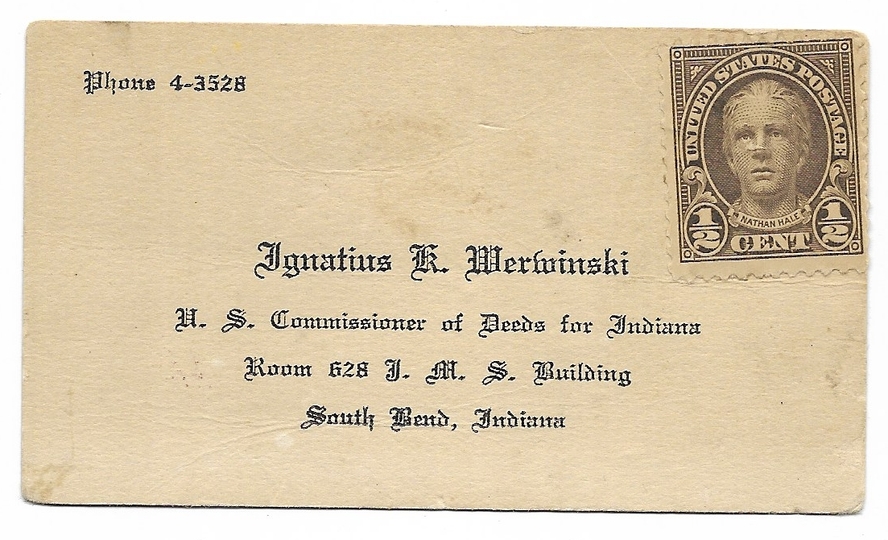 Phone 4-3528
UNITED STATES POSTAGE
NATHAN HALE
1/2 CENT 1/2
Ignatius K. Werwinski
U. S. Commissioner of Deeds for Indiana
Room 628 J. M. S. Building
South Bend, Indiana